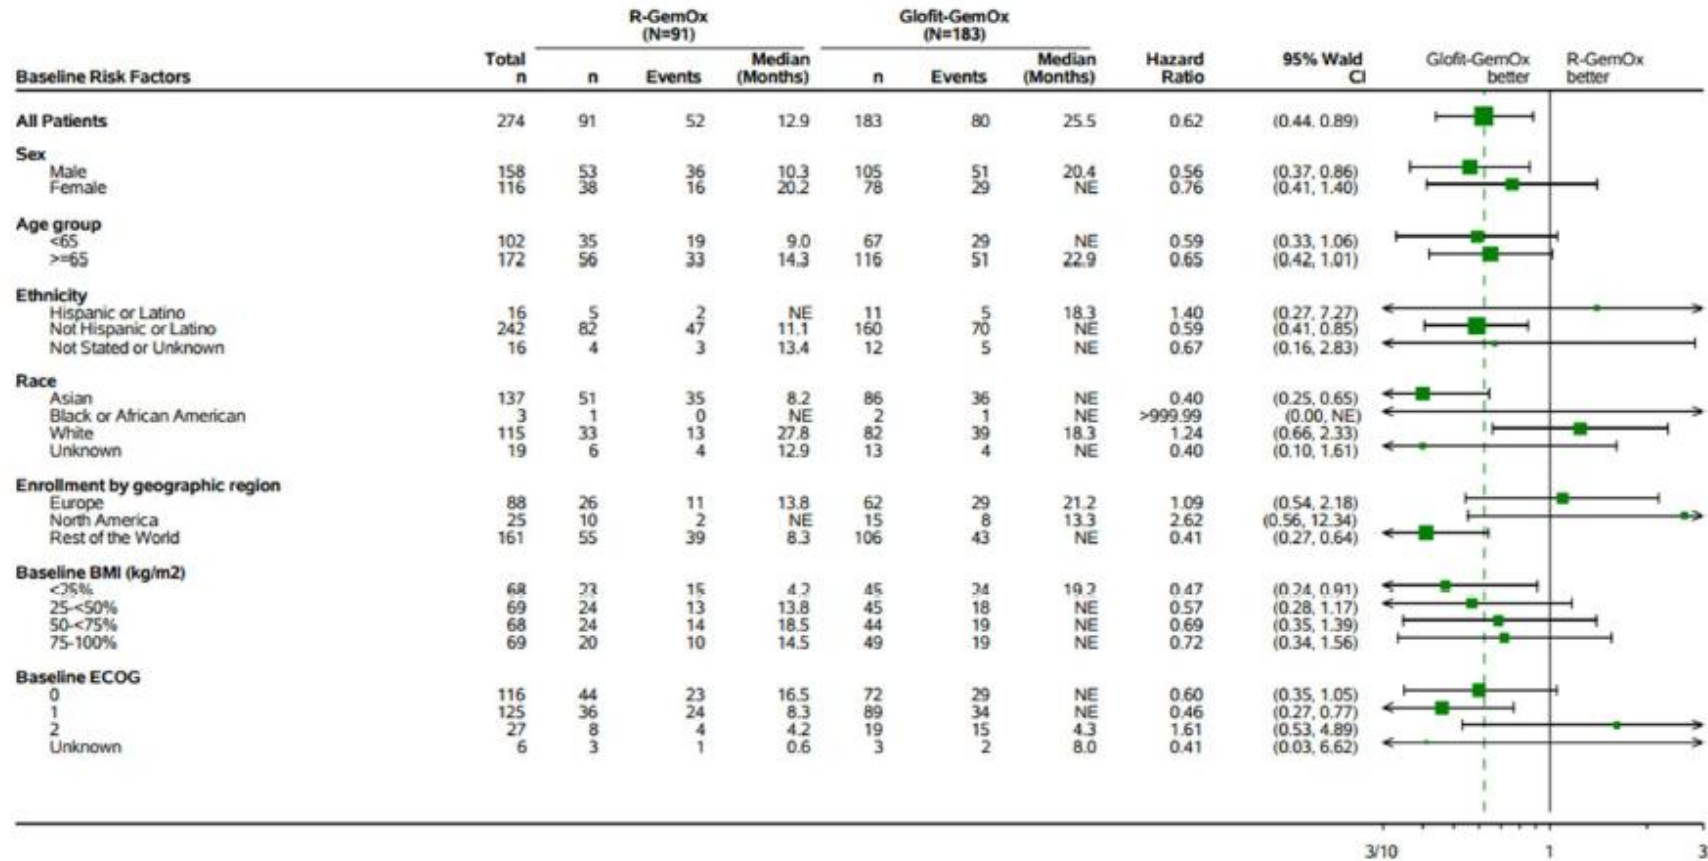 R-GemOx Glofit-GemOx
(N=91) (N=183)
Total Median Median Hazard 95% Wald Glofit-GemOx R-GemOx
Baseline Risk Factors n n Events (Months) n Events (Months) Ratio CI better better
All Patients 274 91 52 12.9 183 80 25.5 0.62 (0.44, 0.89)
Sex
Male 158 53 36 10.3 105 51 20.4 0.56 (0.37, 0.86)
Female 116 38 16 20.2 78 29 NE 0.76 (0.41, 1.40)
Age group
<65 102 35 19 9.0 67 29 NE 0.59 (0.33, 1.06)
>=65 172 56 33 14.3 116 51 22.9 0.65 (0.42, 1.01)
Ethnicity
Hispanic or Latino 16 5 2 NE 11 5 18.3 1.40 (0.27, 7.27)
Not Hispanic or Latino 242 82 47 11.1 160 70 NE 0.59 (0.41, 0.85)
Not Stated or Unknown 16 4 3 13.4 12 5 NE 0.67 (0.16, 2.83)
Race
Asian 137 51 35 8.2 86 36 NE 0.40 (0.25, 0.65)
Black or African American 3 1 0 NE 2 1 NE >999.99 (0.00, NE)
White 115 33 13 27.8 82 39 18.3 1.24 (0.66, 2.33)
Unknown 19 6 4 12.9 13 4 NE 0.40 (0.10, 1.61)
Enrollment by geographic region
Europe 88 26 11 13.8 62 29 21.2 1.09 (0.54, 2.18)
North America 25 10 2 NE 15 8 13.3 2.62 (0.56, 12.34)
Rest of the World 161 55 39 8.3 106 43 NE 0.41 (0.27, 0.64)
Baseline BMI (kg/m2)
<25% 68 23 15 4.2 45 24 19.2 0.47 (0.24, 0.91)
25-<50% 69 24 13 13.8 45 18 NE 0.57 (0.28, 1.17)
50-<75% 68 24 14 18.5 44 19 NE 0.69 (0.35, 1.39)
75-100% 69 20 10 14.5 49 19 NE 0.72 (0.34, 1.56)
Baseline ECOG
0 116 44 23 16.5 72 29 NE 0.60 (0.35, 1.05)
1 125 36 24 8.3 89 34 NE 0.46 (0.27, 0.77)
2 27 8 4 4.2 19 15 4.3 1.61 (0.53, 4.89)
Unknown 6 3 1 0.6 3 2 8.0 0.41 (0.03, 6.62)
3/10 1 3